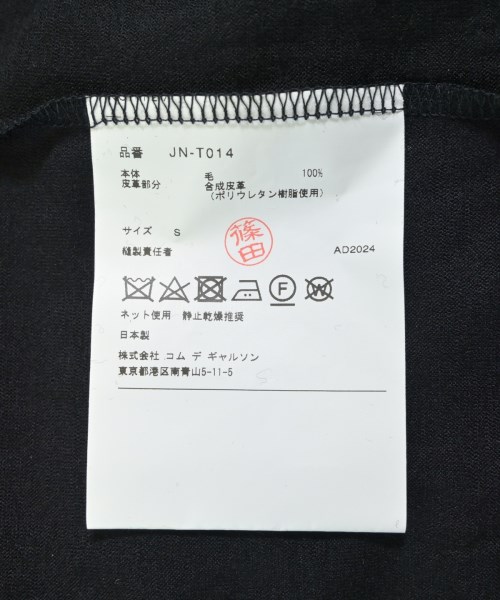 品番 JN-T014
本体 毛 100%
皮革部分 合成皮革
(ポリウレタン樹脂使用)
サイズ S
篠田
縫製責任者 AD2024
F W
ネット使用 静止乾燥推奨
日本製
株式会社 コム デ ギャルソン
東京都港区南青山5-11-5